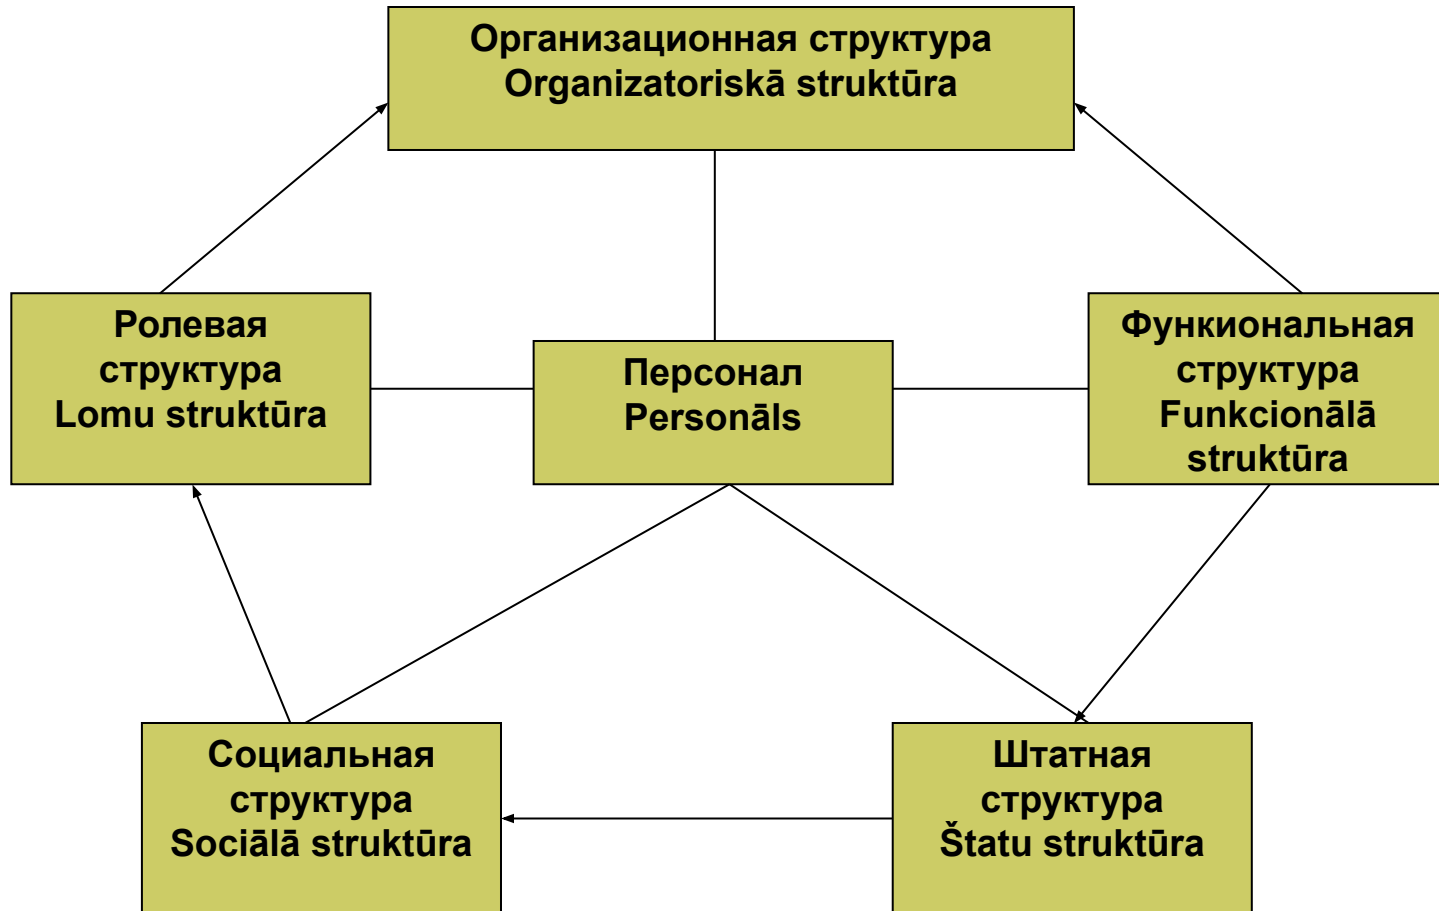 Организационная структура
Organizatoriskā struktūra
Ролевая
структура
Lomu struktūra
Персонал
Personāls
Функиональная
структура
Funkcionālā
struktūra
Социальная
структура
Sociālā struktūra
Штатная
структура
Štatu struktūra